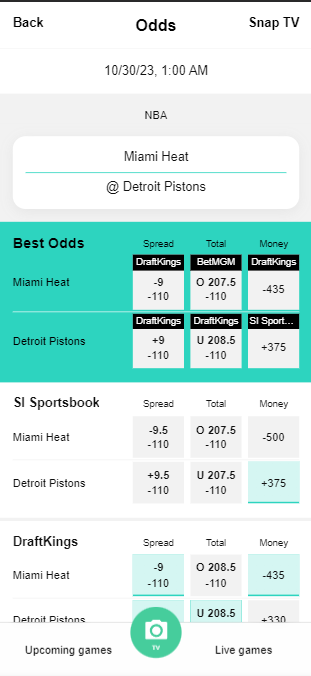 Back Odds Snap TV
10/30/23, 1:00 AM
NBA
Miami Heat
@ Detroit Pistons
Best Odds Spread Total Money
DraftKings BetMGM DraftKings
Miami Heat -9 O 207.5 -435
-110 -110
DraftKings DraftKings SI Sport...
Detroit Pistons +9 U 208.5 +375
-110 -110
SI Sportsbook Spread Total Money
Miami Heat -9.5 O 207.5 -500
-110 -110
Detroit Pistons +9.5 U 207.5 +375
-110 -110
DraftKings Spread Total Money
Miami Heat -9 O 208.5 -435
-110 -110
Detroit Pistons U 208.5 +330
TV
Upcoming games Live games